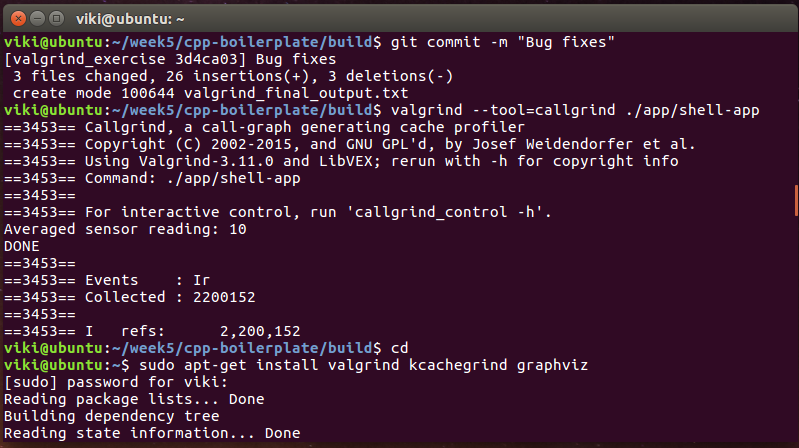 viki@ubuntu: ~
viki@ubuntu:~/week5/cpp-boilerplate/build$ git commit -m "Bug fixes"
[valgrind_exercise 3d4ca03] Bug fixes
 3 files changed, 26 insertions(+), 3 deletions(-)
 create mode 100644 valgrind_final_output.txt
viki@ubuntu:~/week5/cpp-boilerplate/build$ valgrind --tool=callgrind ./app/shell-app
==3453== Callgrind, a call-graph generating cache profiler
==3453== Copyright (C) 2002-2015, and GNU GPL'd, by Josef Weidendorfer et al.
==3453== Using Valgrind-3.11.0 and LibVEX; rerun with -h for copyright info
==3453== Command: ./app/shell-app
==3453==
==3453== For interactive control, run 'callgrind_control -h'.
Averaged sensor reading: 10
DONE
==3453==
==3453== Events    : Ir
==3453== Collected : 2200152
==3453==
==3453== I   refs:      2,200,152
viki@ubuntu:~/week5/cpp-boilerplate/build$ cd
viki@ubuntu:~$ sudo apt-get install valgrind kcachegrind graphviz
[sudo] password for viki:
Reading package lists... Done
Building dependency tree
Reading state information... Done